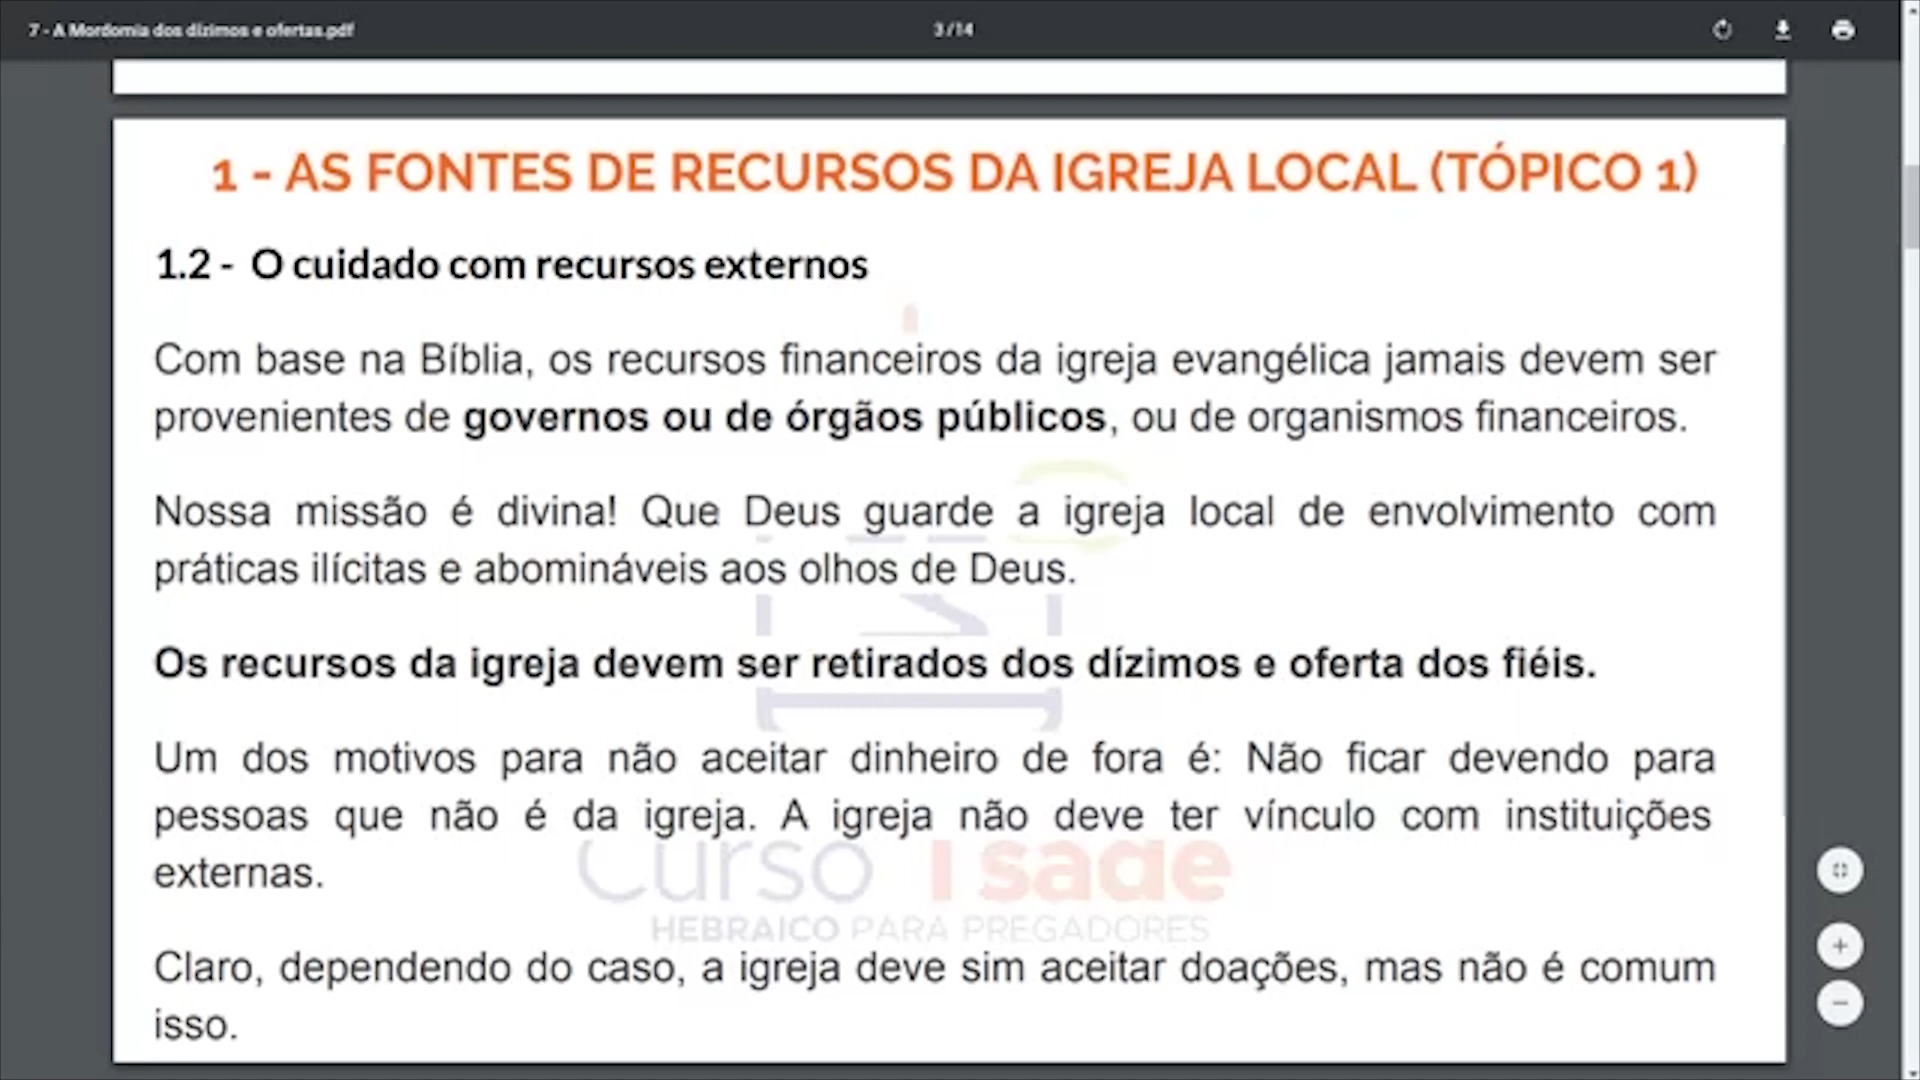 7 - A Mordomia dos dízimos e ofertas.pdf
3 / 14
1 - AS FONTES DE RECURSOS DA IGREJA LOCAL (TÓPICO 1)
1.2 - O cuidado com recursos externos
Com base na Bíblia, os recursos financeiros da igreja evangélica jamais devem ser
provenientes de governos ou de órgãos públicos, ou de organismos financeiros.
Nossa missão é divina! Que Deus guarde a igreja local de envolvimento com
práticas ilícitas e abomináveis aos olhos de Deus.
Os recursos da igreja devem ser retirados dos dízimos e oferta dos fiéis.
Um dos motivos para não aceitar dinheiro de fora é: Não ficar devendo para
pessoas que não é da igreja. A igreja não deve ter vínculo com instituições
externas.
Curso Tsade
HEBRAICO PARA PREGADORES
Claro, dependendo do caso, a igreja deve sim aceitar doações, mas não é comum
isso.